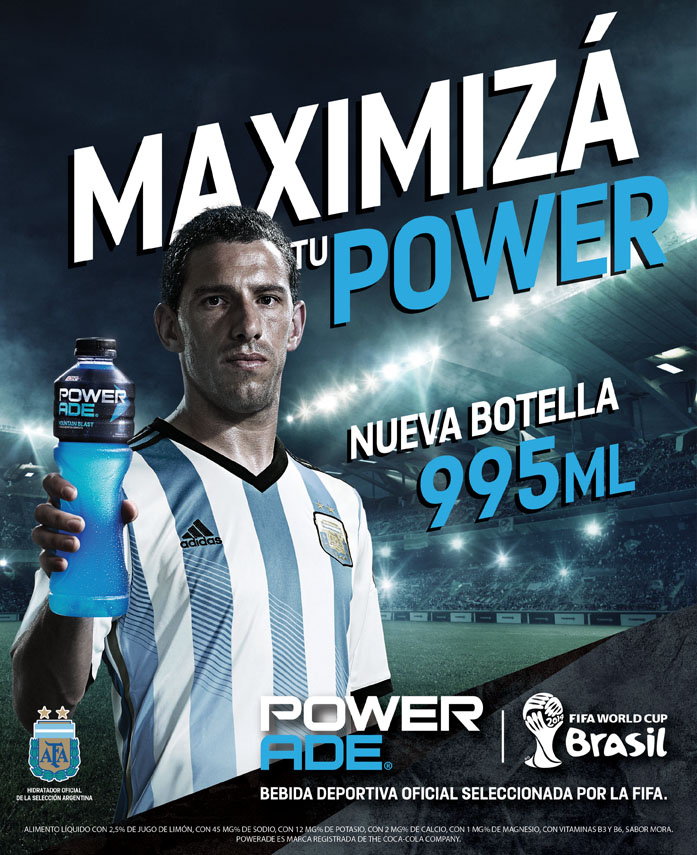 MAXIMIZÁ
TU POWER
NUEVA BOTELLA
995ML
POWER
ADE
MOUNTAIN BLAST
adidas
AFA
HIDRATADOR OFICIAL
DE LA SELECCIÓN ARGENTINA
POWER
ADE®
2014
FIFA WORLD CUP
Brasil
BEBIDA DEPORTIVA OFICIAL SELECCIONADA POR LA FIFA.
ALIMENTO LÍQUIDO CON 2,5% DE JUGO DE LIMÓN, CON 45 MG% DE SODIO, CON 12 MG% DE POTASIO, CON 2 MG% DE CALCIO, CON 1 MG% DE MAGNESIO, CON VITAMINAS B3 Y B6, SABOR MORA.
POWERADE ES MARCA REGISTRADA DE THE COCA-COLA COMPANY.